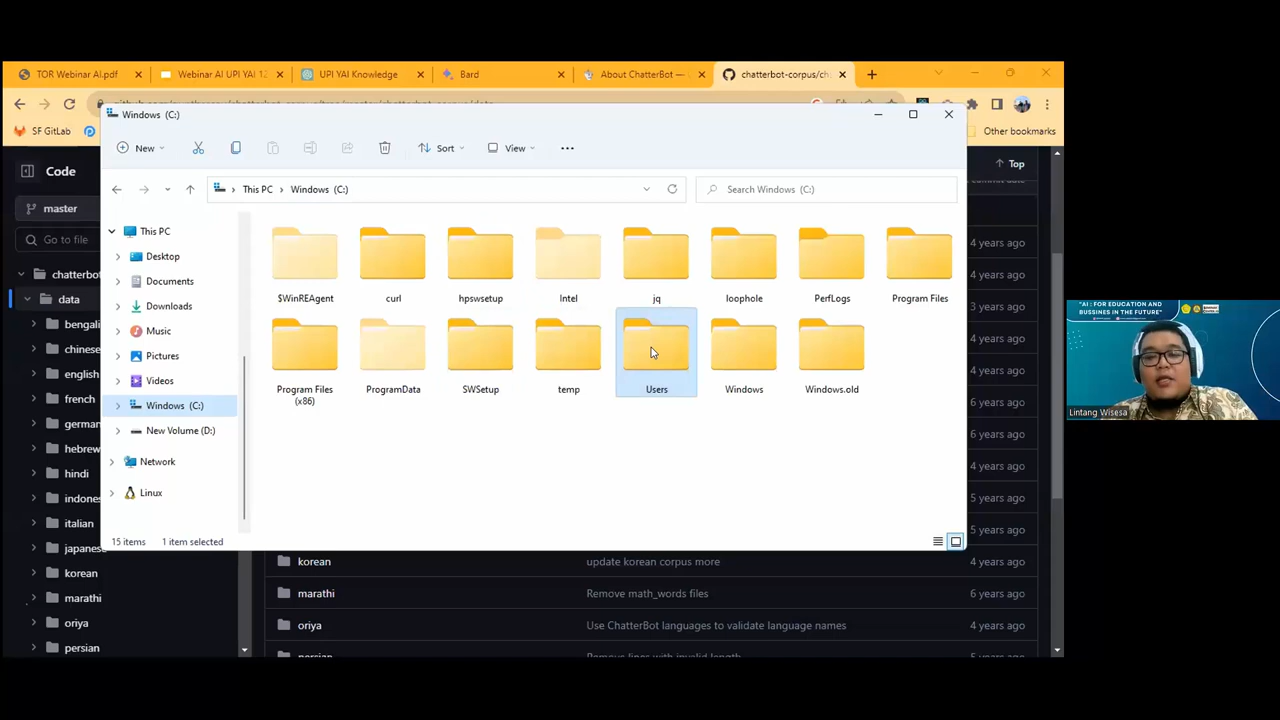 TOR Webinar AI.pdf
Webinar AI UPI YAI 12
UPI YAI Knowledge
Bard
About ChatterBot —
chatterbot-corpus/ch
SF GitLab
Other bookmarks
Windows (C:)
New
Sort
View
This PC
Windows (C:)
Search Windows (C:)
Code
master
Go to file
chatterbot
data
bengali
chinese
english
french
german
hebrew
hindi
indones
italian
japanese
korean
marathi
oriya
persian
This PC
Desktop
Documents
Downloads
Music
Pictures
Videos
Windows (C:)
New Volume (D:)
Network
Linux
$WinREAgent
curl
hpswsetup
Intel
jq
loophole
PerfLogs
Program Files
Program Files
(x86)
ProgramData
SWSetup
temp
Users
Windows
Windows.old
15 items
1 item selected
Top
4 years ago
4 years ago
3 years ago
4 years ago
4 years ago
6 years ago
4 years ago
6 years ago
4 years ago
5 years ago
5 years ago
korean
update korean corpus more
4 years ago
marathi
Remove math_words files
6 years ago
oriya
Use ChatterBot languages to validate language names
4 years ago
"AI : FOR EDUCATION AND
BUSSINES IN THE FUTURE"
Lintang Wisesa